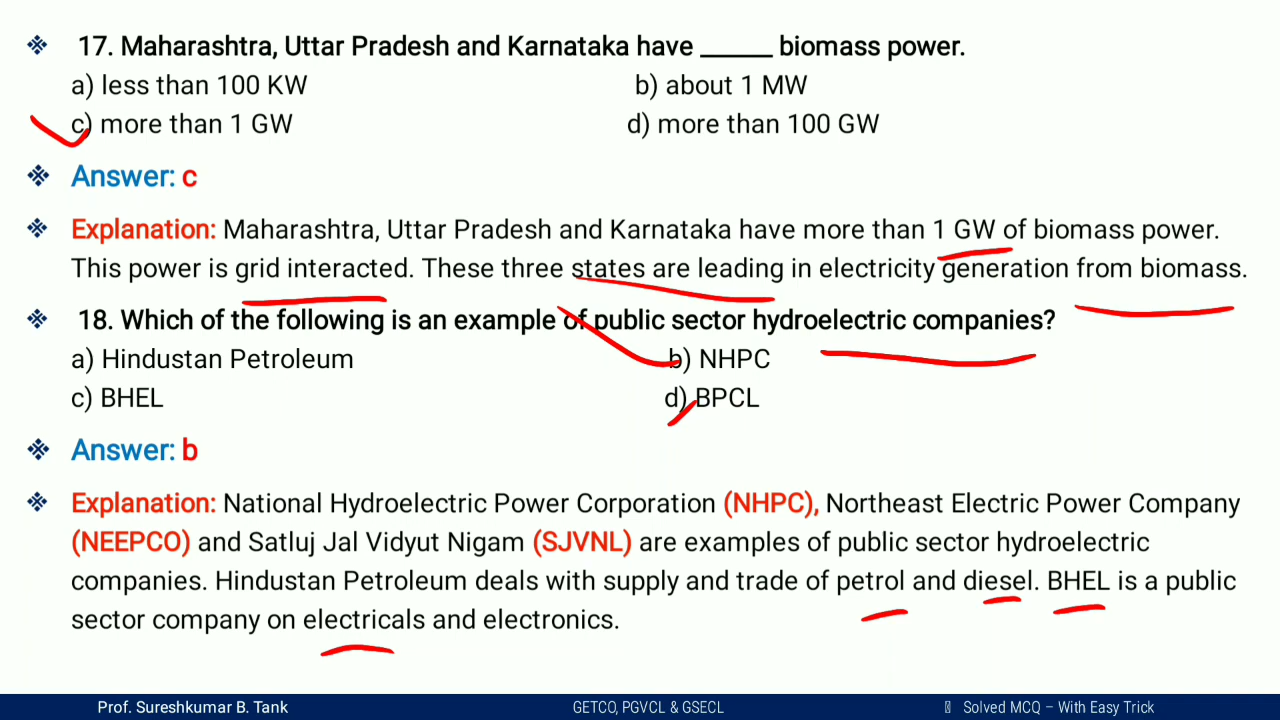 17. Maharashtra, Uttar Pradesh and Karnataka have ______ biomass power.
a) less than 100 KW b) about 1 MW
c) more than 1 GW d) more than 100 GW
Answer: c
Explanation: Maharashtra, Uttar Pradesh and Karnataka have more than 1 GW of biomass power.
This power is grid interacted. These three states are leading in electricity generation from biomass.
18. Which of the following is an example of public sector hydroelectric companies?
a) Hindustan Petroleum b) NHPC
c) BHEL d) BPCL
Answer: b
Explanation: National Hydroelectric Power Corporation (NHPC), Northeast Electric Power Company
(NEEPCO) and Satluj Jal Vidyut Nigam (SJVNL) are examples of public sector hydroelectric
companies. Hindustan Petroleum deals with supply and trade of petrol and diesel. BHEL is a public
sector company on electricals and electronics.
Prof. Sureshkumar B. Tank GETCO, PGVCL & GSECL Solved MCQ – With Easy Trick